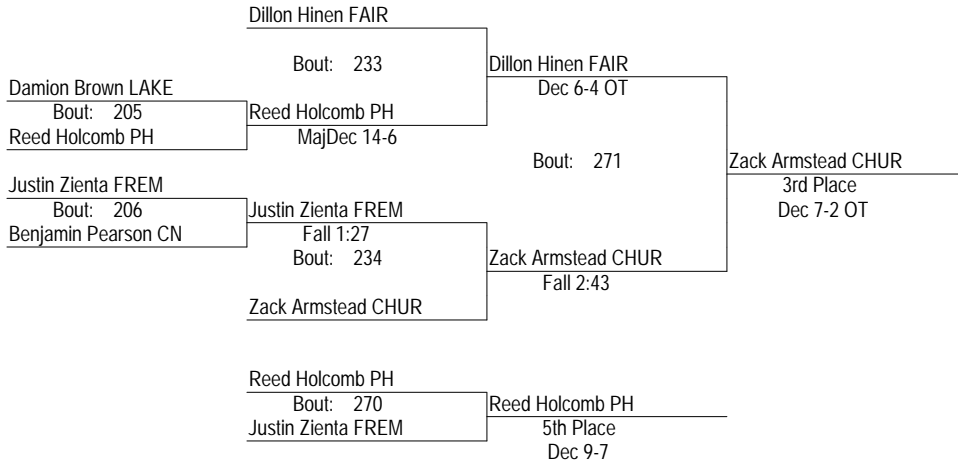 Dillon Hinen FAIR
Bout: 233
Dillon Hinen FAIR
Dec 6-4 OT
Damion Brown LAKE
Bout: 205
Reed Holcomb PH
Reed Holcomb PH
MajDec 14-6
Bout: 271
Zack Armstead CHUR
3rd Place
Dec 7-2 OT
Justin Zienta FREM
Bout: 206
Benjamin Pearson CN
Justin Zienta FREM
Fall 1:27
Bout: 234
Zack Armstead CHUR
Fall 2:43
Zack Armstead CHUR
Reed Holcomb PH
Bout: 270
Justin Zienta FREM
Reed Holcomb PH
5th Place
Dec 9-7